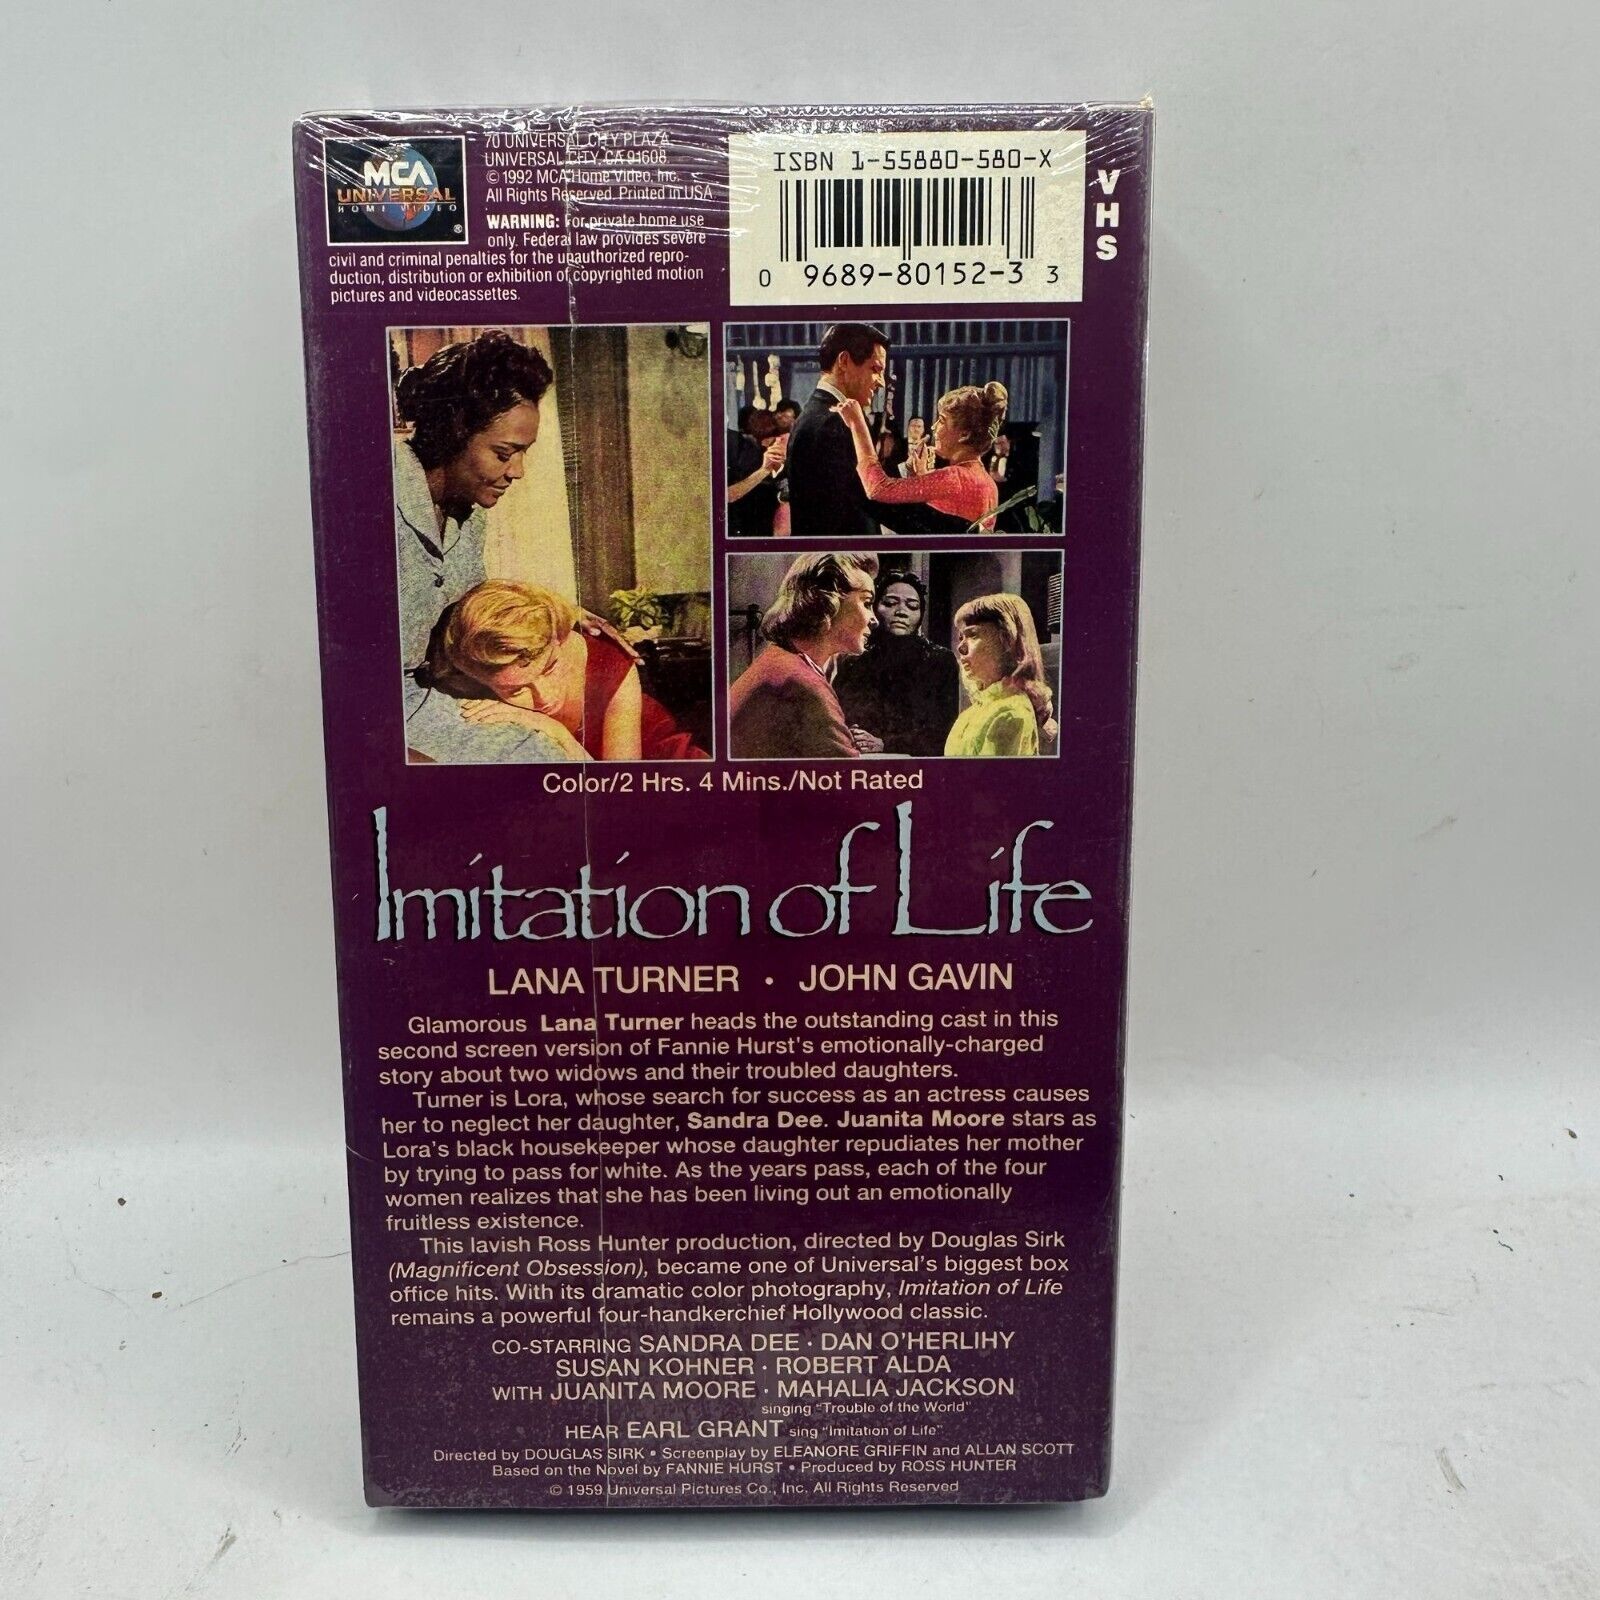 MCA
UNIVERSAL
HOME VIDEO
®
70 UNIVERSAL CITY PLAZA
UNIVERSAL CITY, CA 91608
© 1992 MCA Home Video, Inc.
All Rights Reserved. Printed in USA
WARNING: For private home use
only. Federal law provides severe
civil and criminal penalties for the unauthorized repro-
duction, distribution or exhibition of copyrighted motion
pictures and videocassettes.
ISBN 1-55880-580-X
0 9689-80152-3 3
VHS
Color/2 Hrs. 4 Mins./Not Rated
Imitation of Life
LANA TURNER · JOHN GAVIN
Glamorous Lana Turner heads the outstanding cast in this
second screen version of Fannie Hurst's emotionally-charged
story about two widows and their troubled daughters.
Turner is Lora, whose search for success as an actress causes
her to neglect her daughter, Sandra Dee. Juanita Moore stars as
Lora's black housekeeper whose daughter repudiates her mother
by trying to pass for white. As the years pass, each of the four
women realizes that she has been living out an emotionally
fruitless existence.
This lavish Ross Hunter production, directed by Douglas Sirk
(Magnificent Obsession), became one of Universal's biggest box
office hits. With its dramatic color photography, Imitation of Life
remains a powerful four-handkerchief Hollywood classic.
CO-STARRING SANDRA DEE · DAN O'HERLIHY
SUSAN KOHNER · ROBERT ALDA
WITH JUANITA MOORE · MAHALIA JACKSON
singing "Trouble of the World"
HEAR EARL GRANT sing "Imitation of Life"
Directed by DOUGLAS SIRK • Screenplay by ELEANORE GRIFFIN and ALLAN SCOTT
Based on the Novel by FANNIE HURST • Produced by ROSS HUNTER
© 1959 Universal Pictures Co., Inc. All Rights Reserved